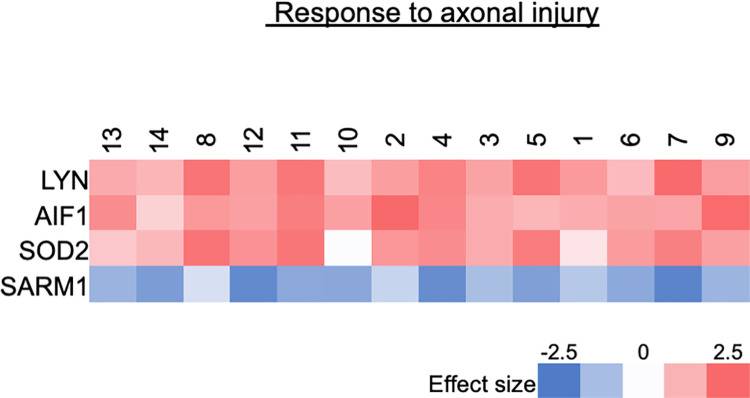 Response to axonal injury
13 14 8 12 11 10 2 4 3 5 1 6 7 9
LYN
AIF1
SOD2
SARM1
-2.5 0 2.5
Effect size